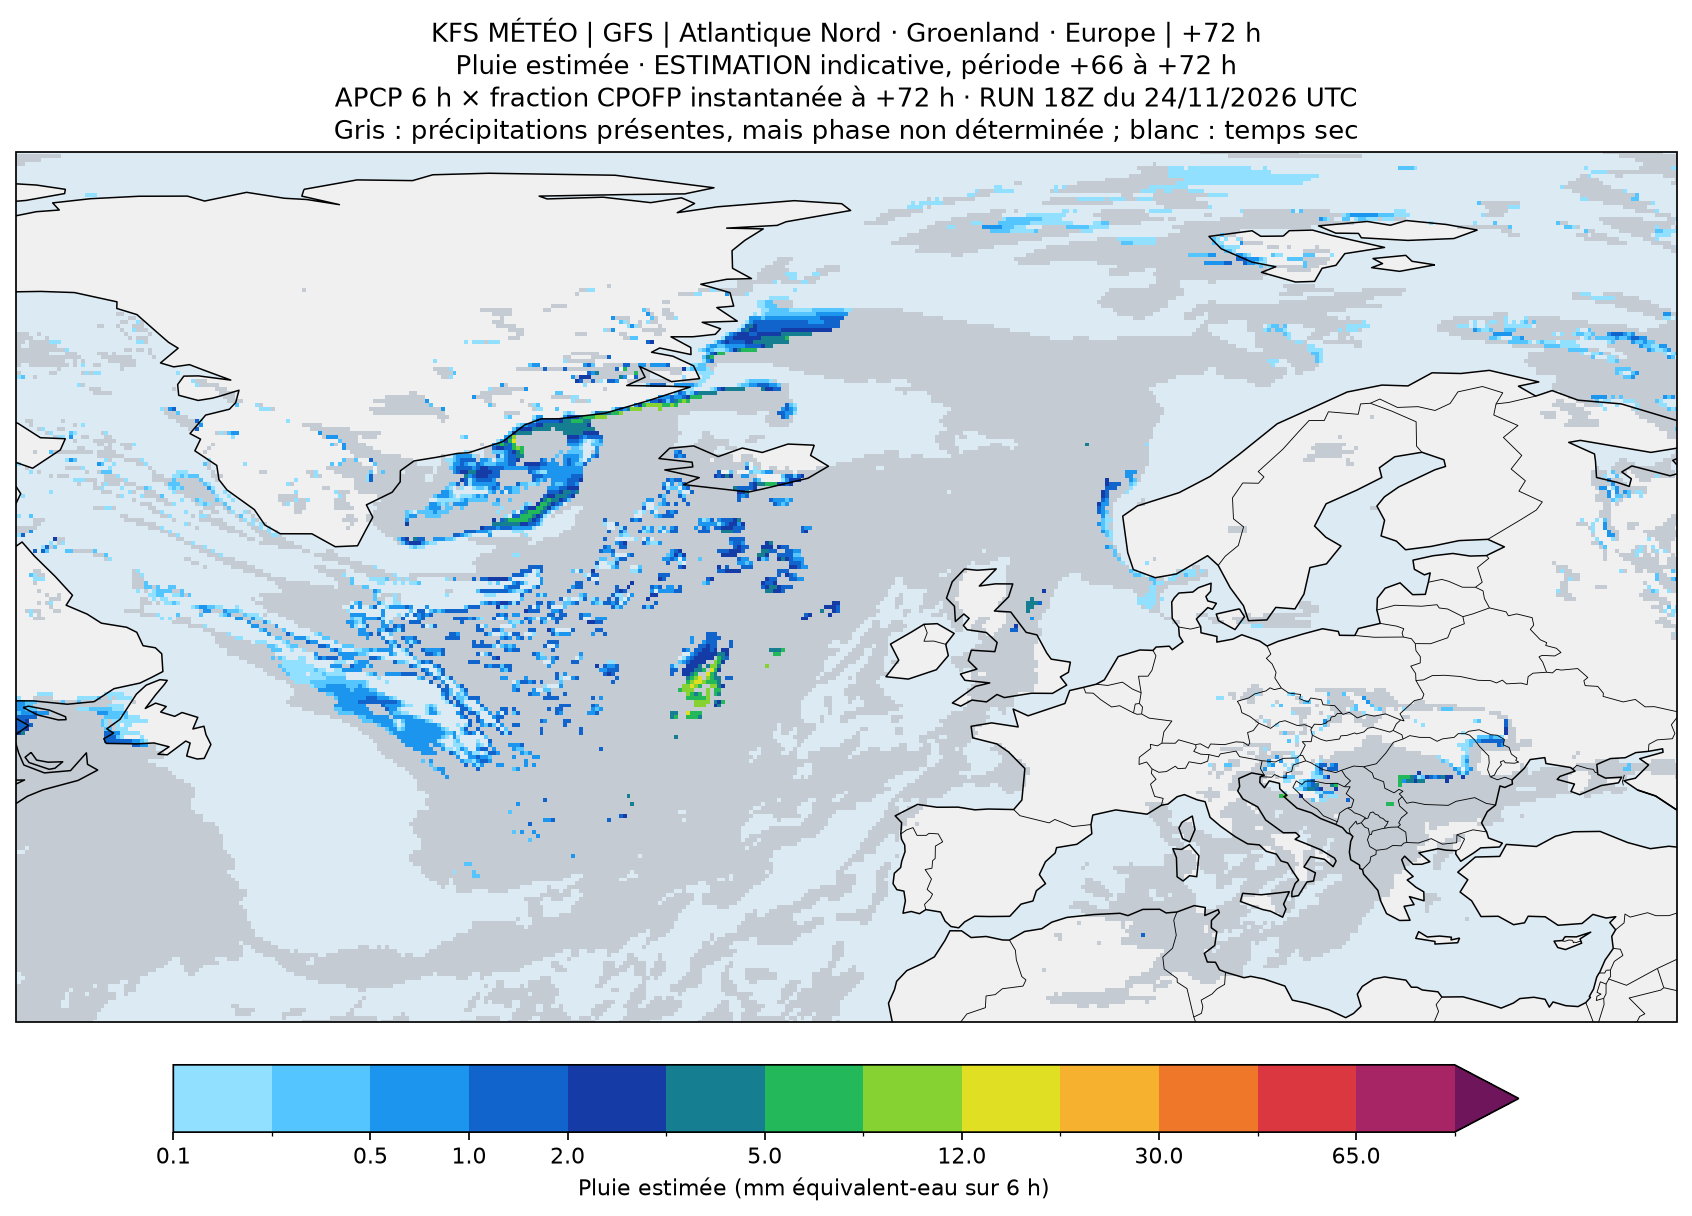 KFS MÉTÉO | GFS | Atlantique Nord · Groenland · Europe | +72 h
Pluie estimée · ESTIMATION indicative, période +66 à +72 h
APCP 6 h × fraction CPOFP instantanée à +72 h · RUN 18Z du 24/11/2026 UTC
Gris : précipitations présentes, mais phase non déterminée ; blanc : temps sec
0.1 0.5 1.0 2.0 5.0 12.0 30.0 65.0
Pluie estimée (mm équivalent-eau sur 6 h)